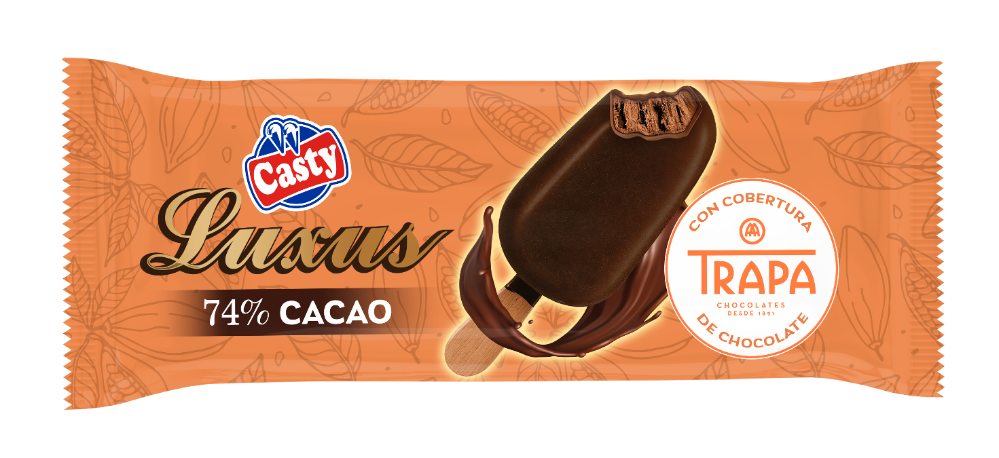 Casty
Luxus
74% CACAO
CON COBERTURA
TRAPA
CHOCOLATES
DESDE 1891
DE CHOCOLATE